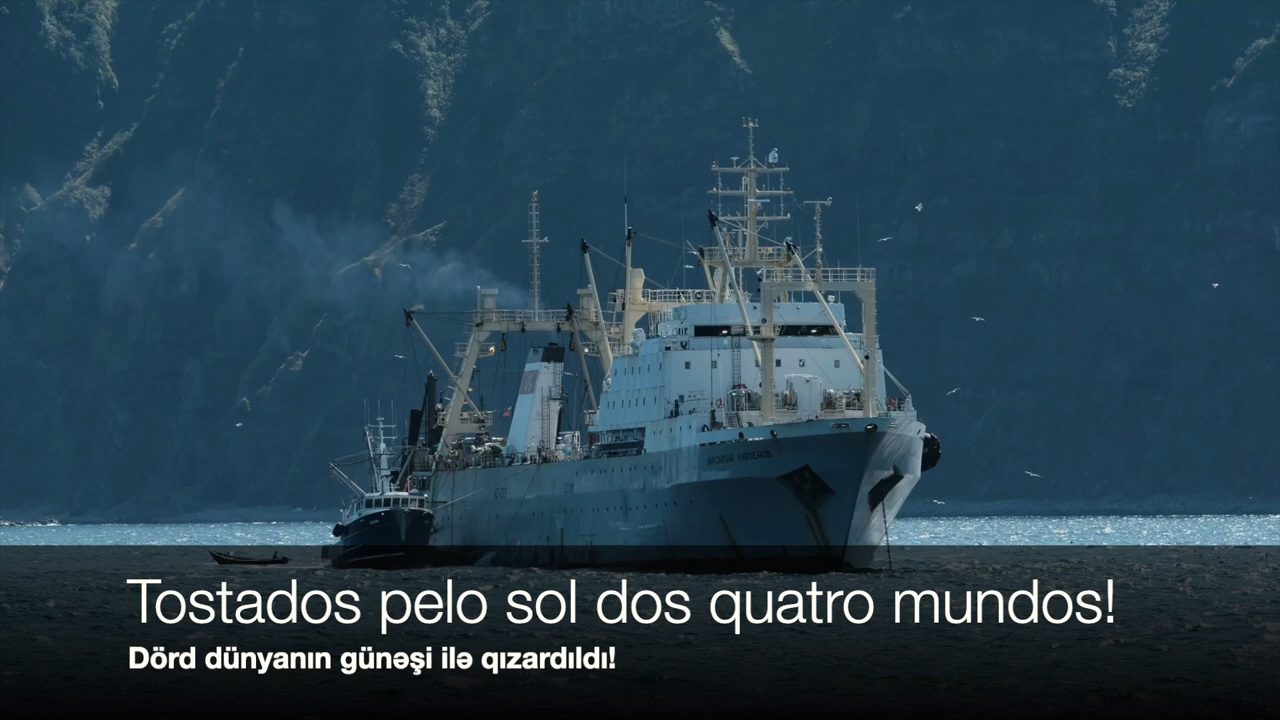 Tostados pelo sol dos quatro mundos!
Dörd dünyanın günəşi ilə qızardıldı!